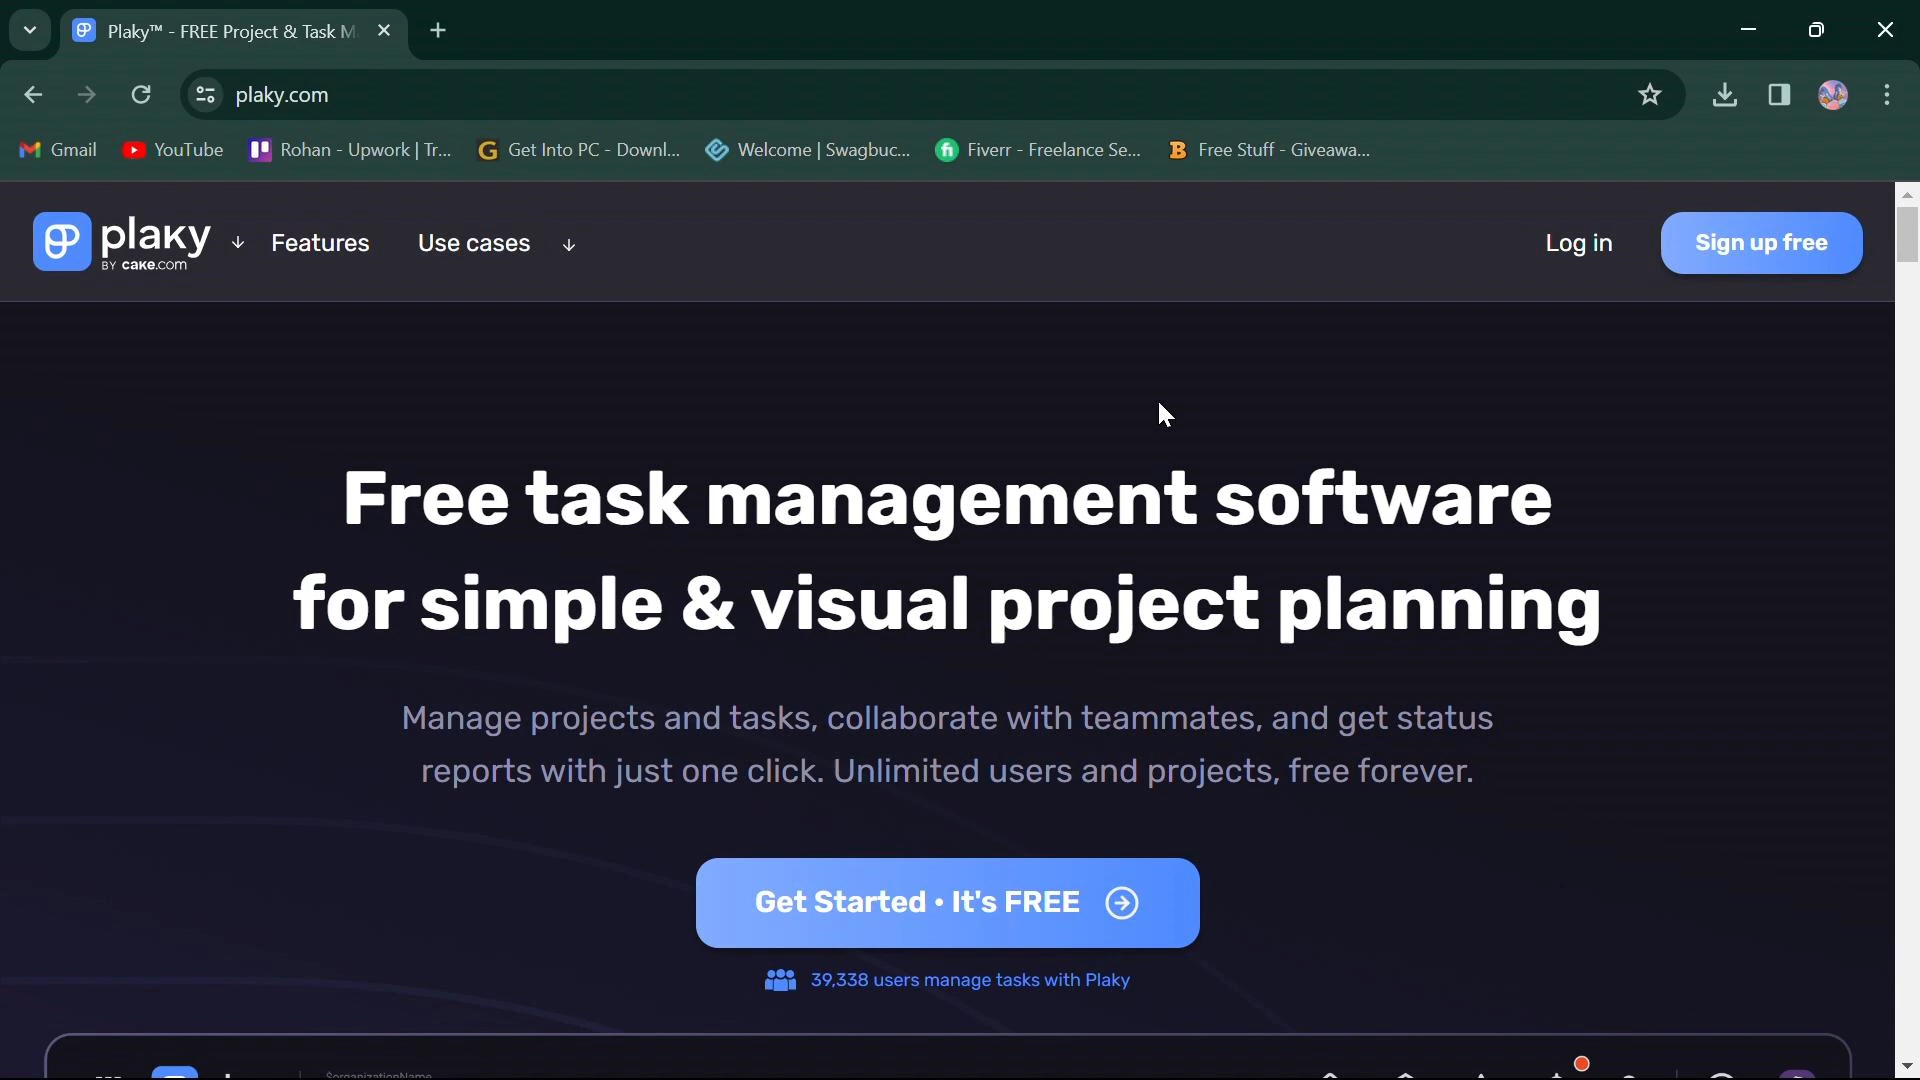 Plaky™ - FREE Project & Task M
plaky.com
Gmail
YouTube
Rohan - Upwork | Tr...
Get Into PC - Downl...
Welcome | Swagbuc...
Fiverr - Freelance Se...
Free Stuff - Giveawa...
plaky
BY cake.com
Features
Use cases
Log in
Sign up free
Free task management software
for simple & visual project planning
Manage projects and tasks, collaborate with teammates, and get status
reports with just one click. Unlimited users and projects, free forever.
Get Started • It's FREE
39,338 users manage tasks with Plaky
$organizationName